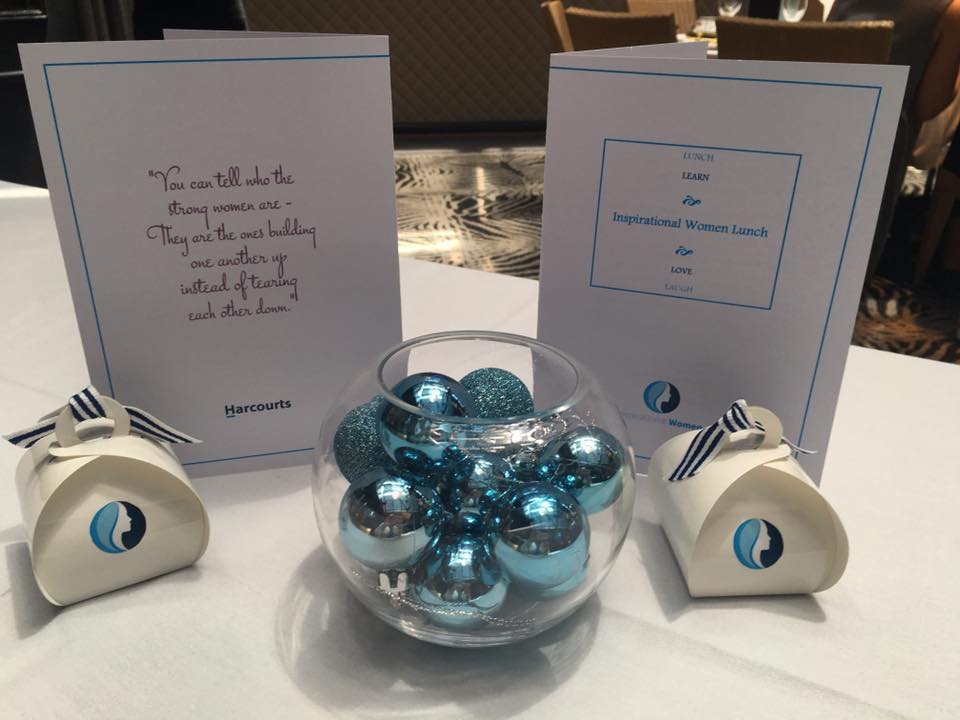 "You can tell who the
strong women are -
They are the ones building
one another up
instead of tearing
each other down."
Harcourts
LUNCH
LEARN
Inspirational Women Lunch
LOVE
LAUGH
Women